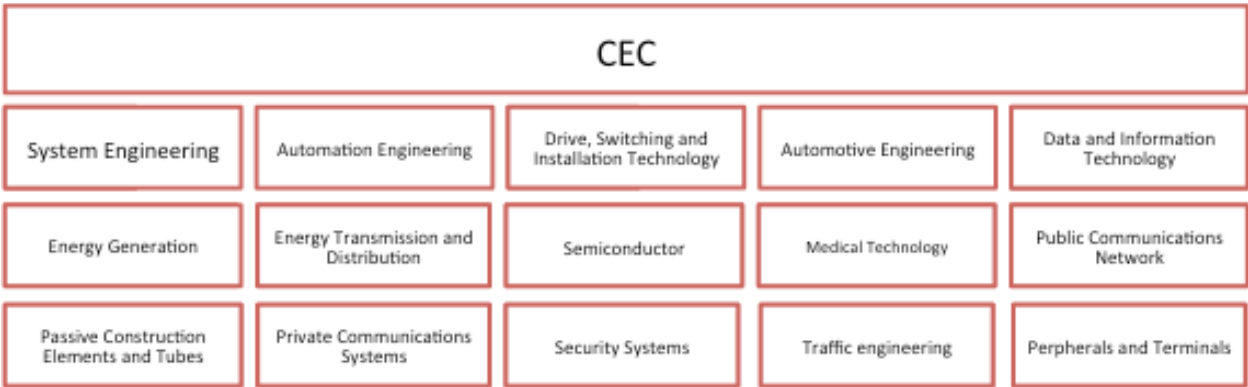 CEC
System Engineering
Automation Engineering
Drive, Switching and
Installation Technology
Automotive Engineering
Data and Information
Technology
Energy Generation
Energy Transmission and
Distribution
Semiconductor
Medical Technology
Public Communications
Network
Passive Construction
Elements and Tubes
Private Communications
Systems
Security Systems
Traffic engineering
Perpherals and Terminals